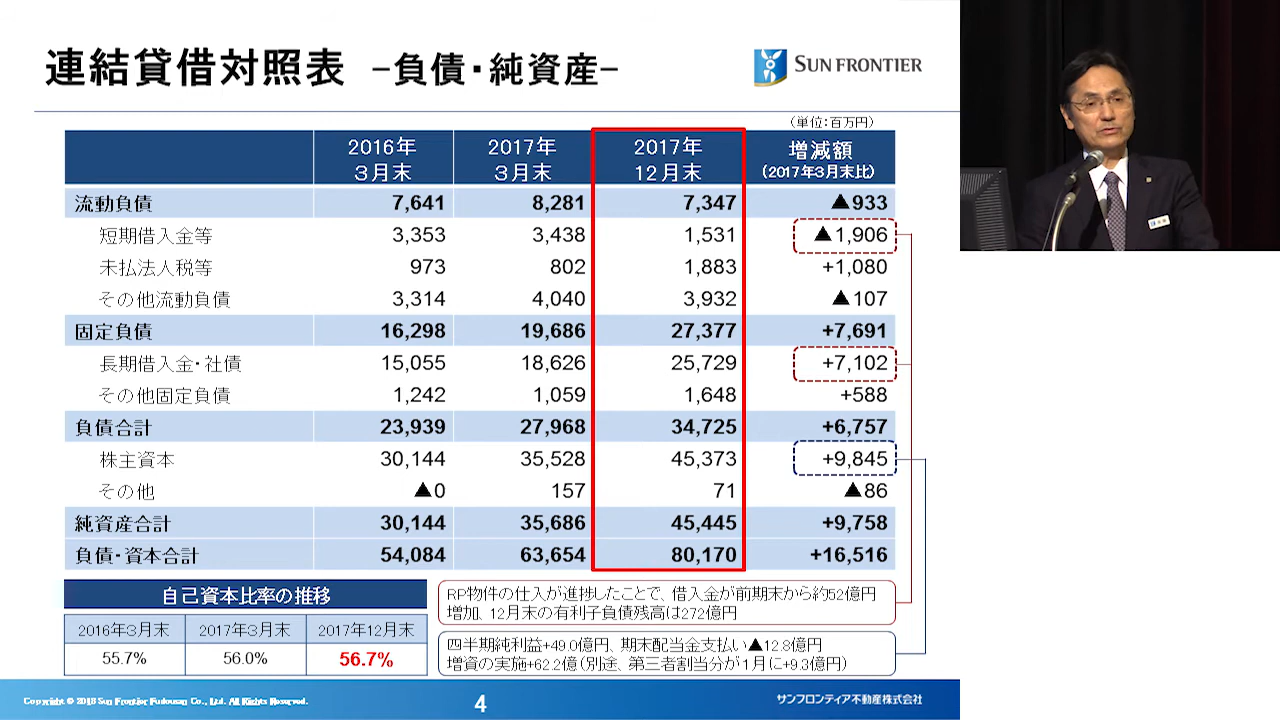 連結貸借対照表 -負債・純資産-
SUN FRONTIER
(単位:百万円)
2016年 3月末 2017年 3月末 2017年 12月末 増減額 (2017年3月末比)
流動負債 7,641 8,281 7,347 ▲933
短期借入金等 3,353 3,438 1,531 ▲1,906
未払法人税等 973 802 1,883 +1,080
その他流動負債 3,314 4,040 3,932 ▲107
固定負債 16,298 19,686 27,377 +7,691
長期借入金・社債 15,055 18,626 25,729 +7,102
その他固定負債 1,242 1,059 1,648 +588
負債合計 23,939 27,968 34,725 +6,757
株主資本 30,144 35,528 45,373 +9,845
その他 ▲0 157 71 ▲86
純資産合計 30,144 35,686 45,445 +9,758
負債・資本合計 54,084 63,654 80,170 +16,516
自己資本比率の推移
2016年3月末 2017年3月末 2017年12月末
55.7% 56.0% 56.7%
RP物件の仕入が進捗したことで、借入金が前期末から約52億円
増加、12月末の有利子負債残高は272億円
四半期純利益+49.0億円、期末配当金支払い▲12.8億円
増資の実施+62.2億(別途、第三者割当分が1月に+9.3億円)
Copyright © 2018 Sun Frontier Fudousan Co., Ltd. All Rights Reserved.
4
サンフロンティア不動産株式会社